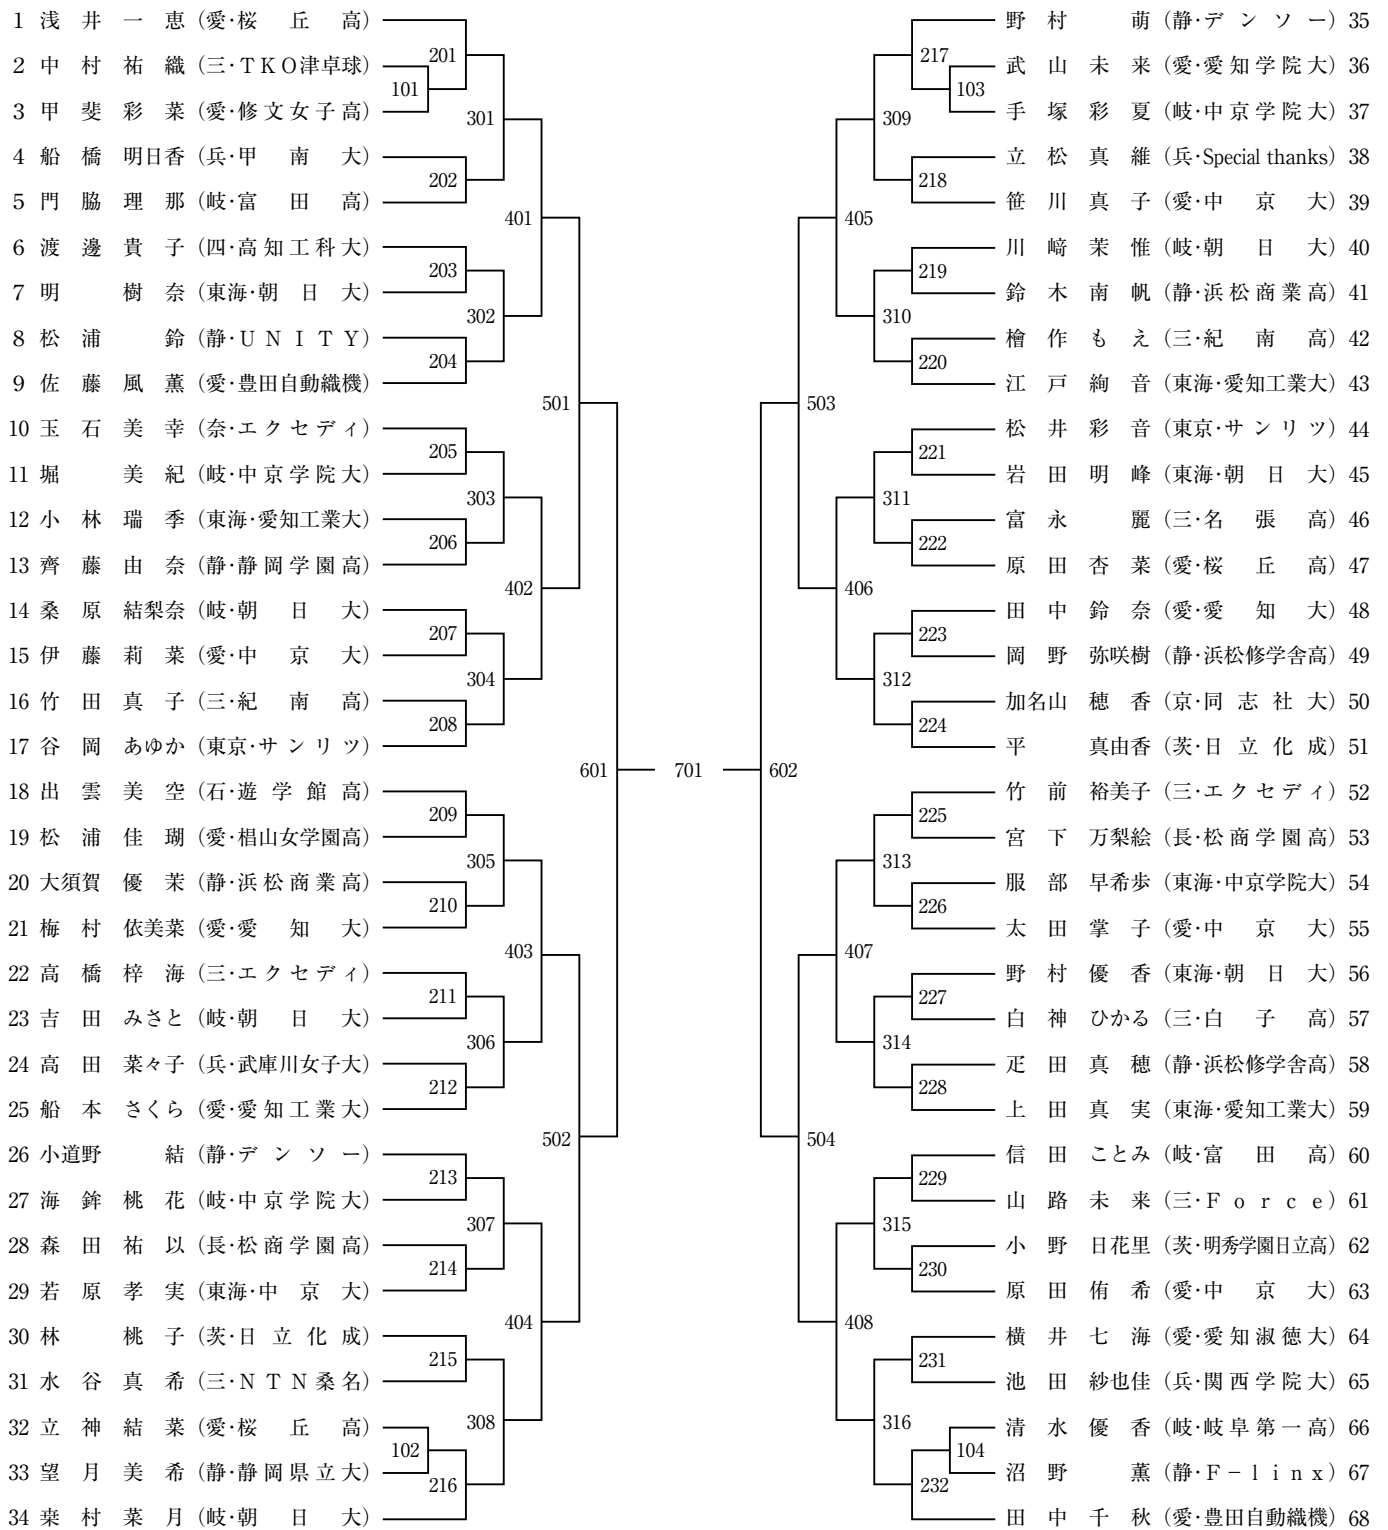 1 浅井一恵 (愛·桜丘高)
2 中村祐織 (三·TKO津卓球)
3 甲斐彩菜 (愛·修文女子高)
4 船橋明日香 (兵·甲南大)
5 門脇理那 (岐·富田高)
6 渡邊貴子 (四·高知工科大)
7 明樹奈 (東海·朝日大)
8 松浦鈴 (静·UNITY)
9 佐藤風薫 (愛·豊田自動織機)
10 玉石美幸 (奈·エクセディ)
11 堀美紀 (岐·中京学院大)
12 小林瑞季 (東海·愛知工業大)
13 齊藤由奈 (静·静岡学園高)
14 桑原結梨奈 (岐·朝日大)
15 伊藤莉菜 (愛·中京大)
16 竹田真子 (三·紀南高)
17 谷岡あゆか (東京·サンリツ)
18 出雲美空 (石·遊学館高)
19 松浦佳瑚 (愛·椙山女学園高)
20 大須賀優茉 (静·浜松商業高)
21 梅村依美菜 (愛·愛知大)
22 高橋梓海 (三·エクセディ)
23 吉田みさと (岐·朝日大)
24 高田菜々子 (兵·武庫川女子大)
25 船本さくら (愛·愛知工業大)
26 小道野結 (静·デンソー)
27 海鉾桃花 (岐·中京学院大)
28 森田祐以 (長·松商学園高)
29 若原孝実 (東海·中京大)
30 林桃子 (茨·日立化成)
31 水谷真希 (三·NTN桑名)
32 立神結菜 (愛·桜丘高)
33 望月美希 (静·静岡県立大)
34 桒村菜月 (岐·朝日大)
101
102
201
202
203
204
205
206
207
208
209
210
211
212
213
214
215
216
301
302
303
304
305
306
307
308
401
402
403
404
501
502
601
701
602
503
504
405
406
407
408
309
310
311
312
313
314
315
316
217
218
219
220
221
222
223
224
225
226
227
228
229
230
231
232
103
104
野村萌 (静·デンソー) 35
武山未来 (愛·愛知学院大) 36
手塚彩夏 (岐·中京学院大) 37
立松真維 (兵·Special thanks) 38
笹川真子 (愛·中京大) 39
川﨑茉惟 (岐·朝日大) 40
鈴木南帆 (静·浜松商業高) 41
檜作もえ (三·紀南高) 42
江戸絢音 (東海·愛知工業大) 43
松井彩音 (東京·サンリツ) 44
岩田明峰 (東海·朝日大) 45
富永麗 (三·名張高) 46
原田杏菜 (愛·桜丘高) 47
田中鈴奈 (愛·愛知大) 48
岡野弥咲樹 (静·浜松修学舎高) 49
加名山穂香 (京·同志社大) 50
平真由香 (茨·日立化成) 51
竹前裕美子 (三·エクセディ) 52
宮下万梨絵 (長·松商学園高) 53
服部早希歩 (東海·中京学院大) 54
太田掌子 (愛·中京大) 55
野村優香 (東海·朝日大) 56
白神ひかる (三·白子高) 57
疋田真穂 (静·浜松修学舎高) 58
上田真実 (東海·愛知工業大) 59
信田ことみ (岐·富田高) 60
山路未来 (三·Force) 61
小野日花里 (茨·明秀学園日立高) 62
原田侑希 (愛·中京大) 63
横井七海 (愛·愛知淑徳大) 64
池田紗也佳 (兵·関西学院大) 65
清水優香 (岐·岐阜第一高) 66
沼野薫 (静·F-linx) 67
田中千秋 (愛·豊田自動織機) 68